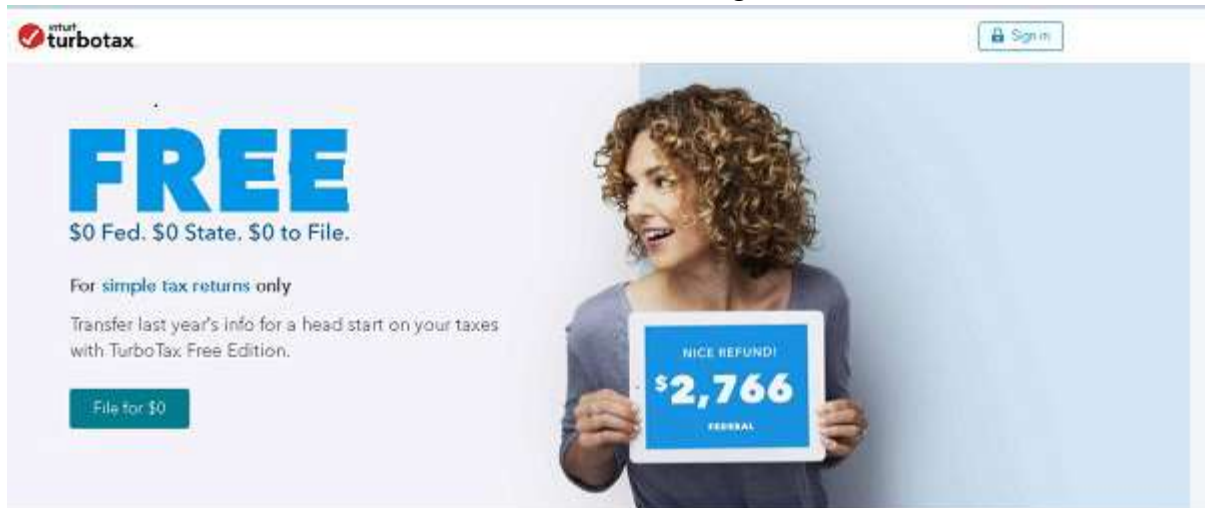 intuit
turbotax
Sign in
FREE
$0 Fed. $0 State. $0 to File.
For simple tax returns only
Transfer last year's info for a head start on your taxes
with TurboTax Free Edition.
File for $0
NICE REFUND!
$2,766
FEDERAL